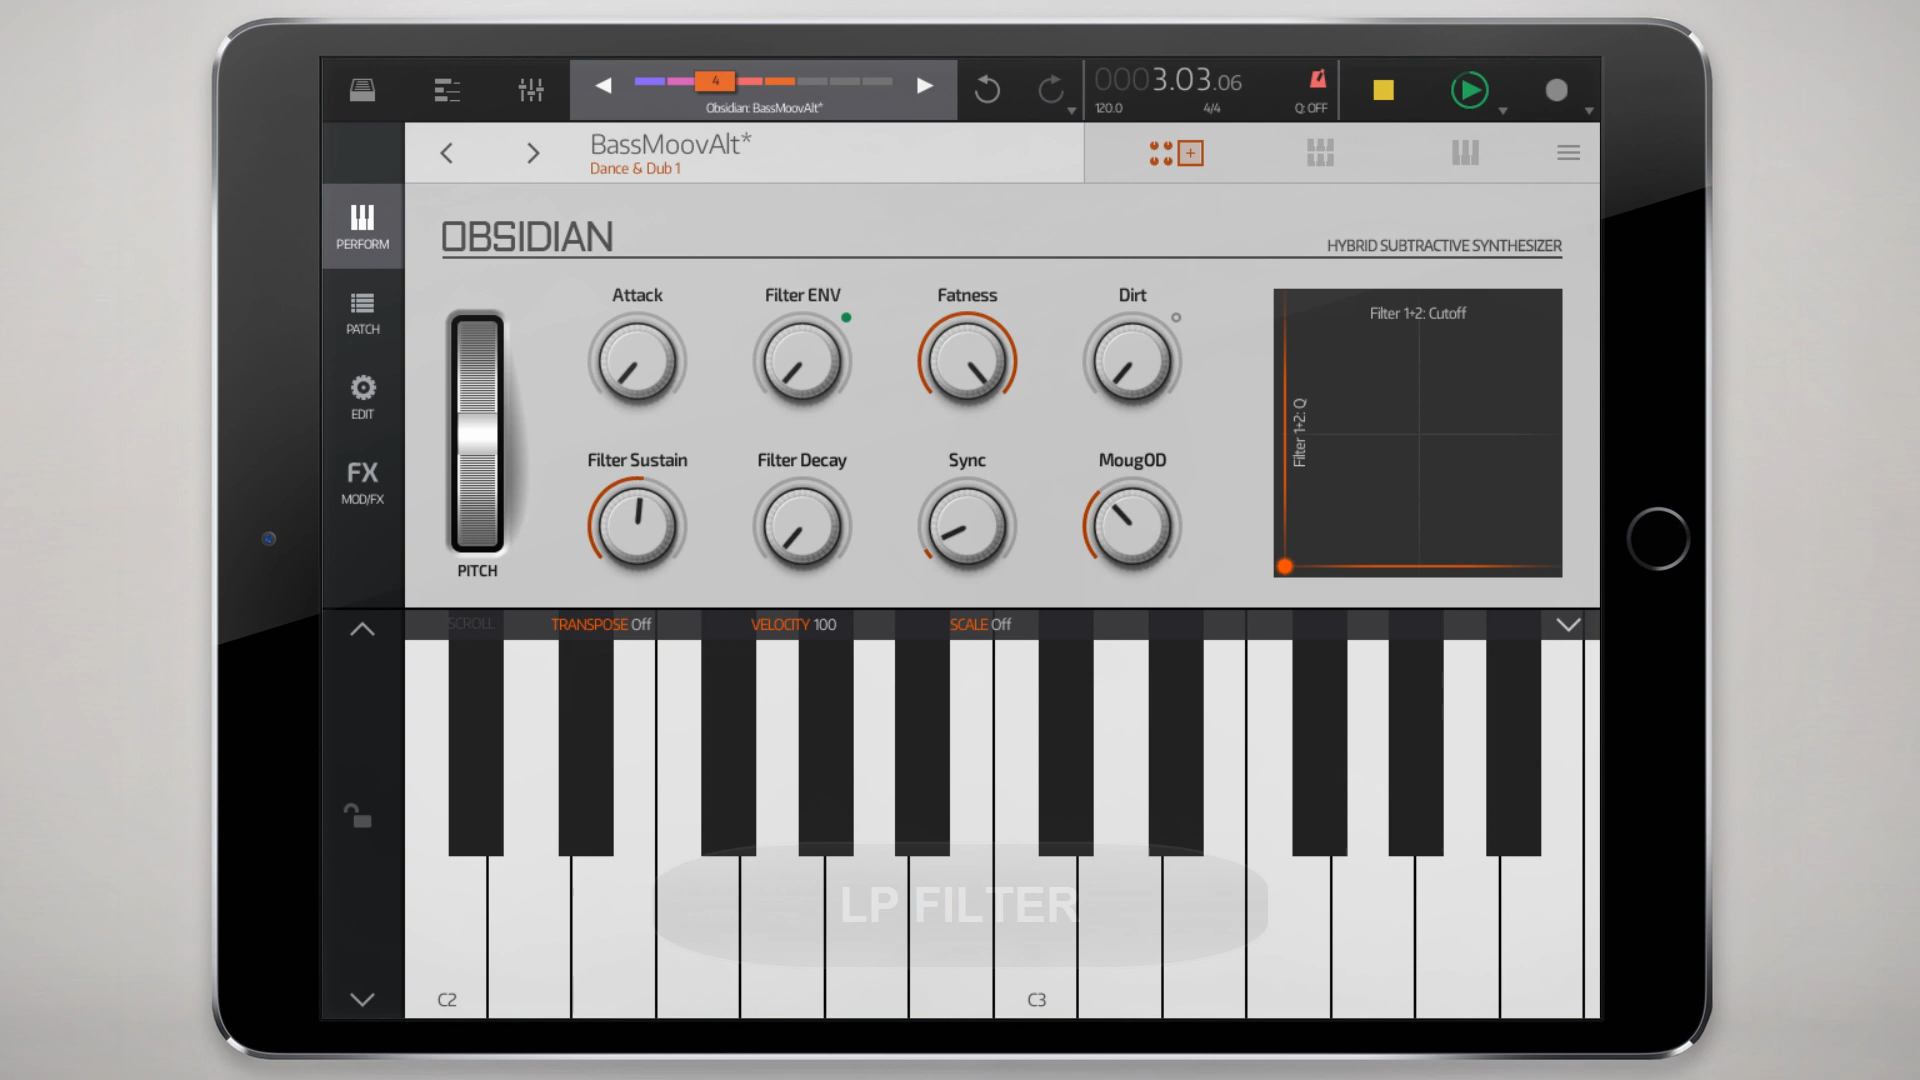 4
Obsidian: BassMoovAlt*
0003.03.06
120.0
4/4
Q: OFF
BassMoovAlt*
Dance & Dub 1
PERFORM
PATCH
EDIT
FX
MOD/FX
OBSIDIAN
HYBRID SUBTRACTIVE SYNTHESIZER
Attack
Filter ENV
Fatness
Dirt
Filter Sustain
Filter Decay
Sync
MougOD
PITCH
Filter 1+2: Cutoff
Filter 1+2: Q
SCROLL
TRANSPOSE Off
VELOCITY 100
SCALE Off
LP FILTER
C2
C3